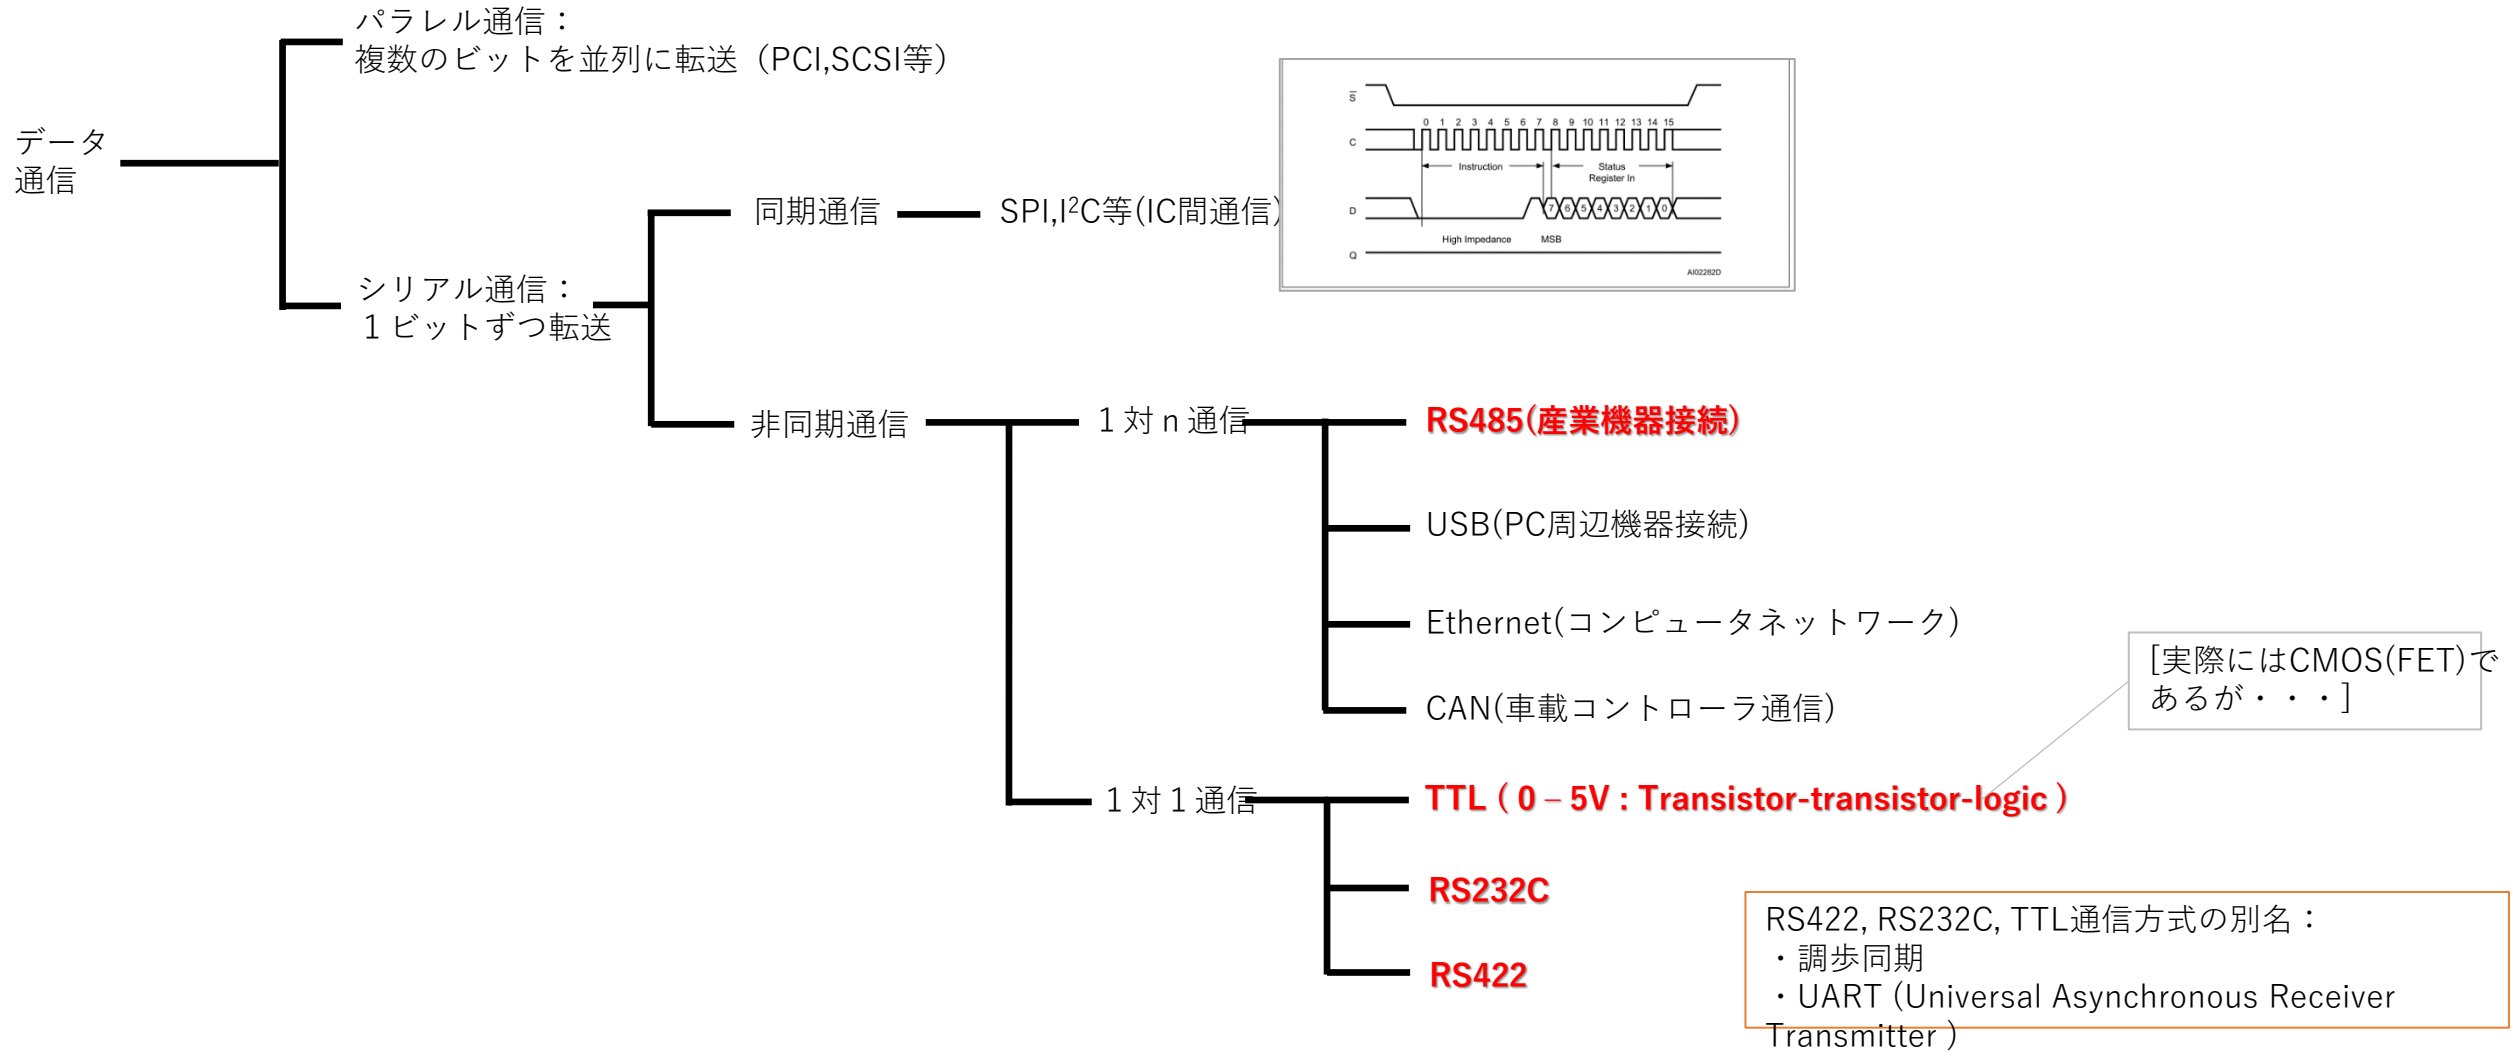 パラレル通信：
複数のビットを並列に転送（PCI,SCSI等）
データ
通信
シリアル通信：
１ビットずつ転送
同期通信
SPI,I²C等(IC間通信)
S̅
0 1 2 3 4 5 6 7 8 9 10 11 12 13 14 15
C
Instruction
Status
Register In
D
7 6 5 4 3 2 1 0
High Impedance
MSB
Q
AI02282D
非同期通信
１対ｎ通信
RS485(産業機器接続)
USB(PC周辺機器接続)
Ethernet(コンピュータネットワーク)
CAN(車載コントローラ通信)
[実際にはCMOS(FET)で
あるが・・・]
１対１通信
TTL ( 0 – 5V : Transistor-transistor-logic )
RS232C
RS422
RS422, RS232C, TTL通信方式の別名：
・調歩同期
・UART (Universal Asynchronous Receiver
Transmitter )